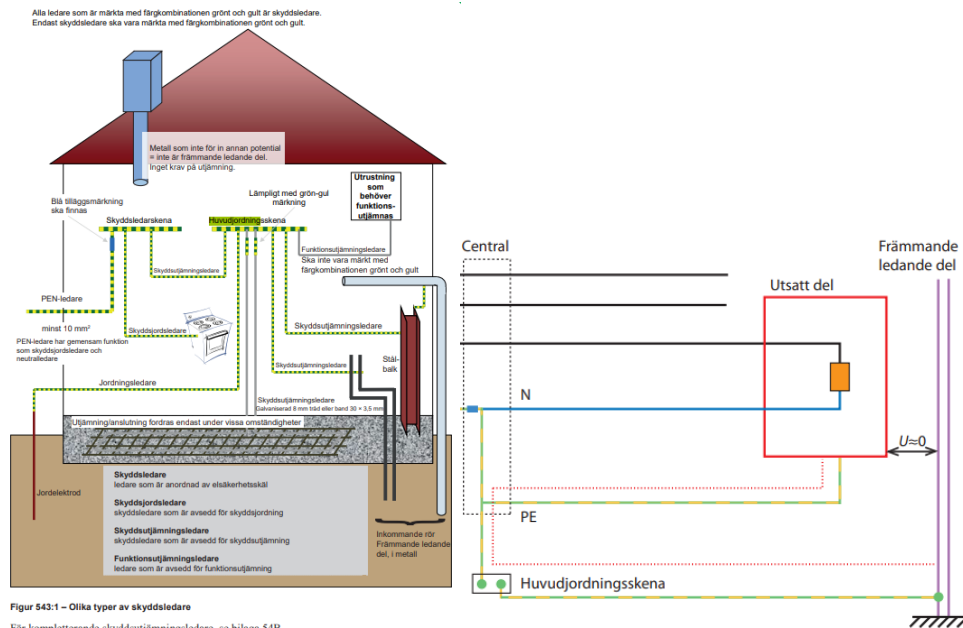 Alla ledare som är märkta med färgkombinationen grönt och gult är skyddsledare.
Endast skyddsledare ska vara märkta med färgkombinationen grönt och gult.
Metall som inte för in annan potential
= inte är främmande ledande del.
Inget krav på utjämning.
Utrustning
som
behöver
funktions-
utjämnas
Lämpligt med grön-gul
märkning
Blå tilläggsmärkning
ska finnas
Skyddsledarskena
Huvudjordningsskena
Funktionsutjämningsledare
Ska inte vara märkt med
färgkombinationen grönt och gult
Skyddsutjämningsledare
PEN-ledare
minst 10 mm²
PEN-ledare har gemensam funktion
som skyddsjordsledare och
neutralledare
Skyddsjordsledare
Skyddsutjämningsledare
Stål-
balk
Skyddsutjämningsledare
Jordningsledare
Skyddsutjämningsledare
Galvaniserad 8 mm tråd eller band 30 × 3,5 mm
Utjämning/anslutning fordras endast under vissa omständigheter
Jordelektrod
Skyddsledare
ledare som är anordnad av elsäkerhetsskäl
Skyddsjordsledare
skyddsledare som är avsedd för skyddsjordning
Skyddsutjämningsledare
skyddsledare som är avsedd för skyddsutjämning
Funktionsutjämningsledare
ledare som är avsedd för funktionsutjämning
Inkommande rör
Främmande ledande
del, i metall
Figur 543:1 – Olika typer av skyddsledare
För kompletterande skyddsutjämningsledare, se bilaga 54B
Central
Främmande
ledande del
Utsatt del
N
U≈0
PE
Huvudjordningsskena